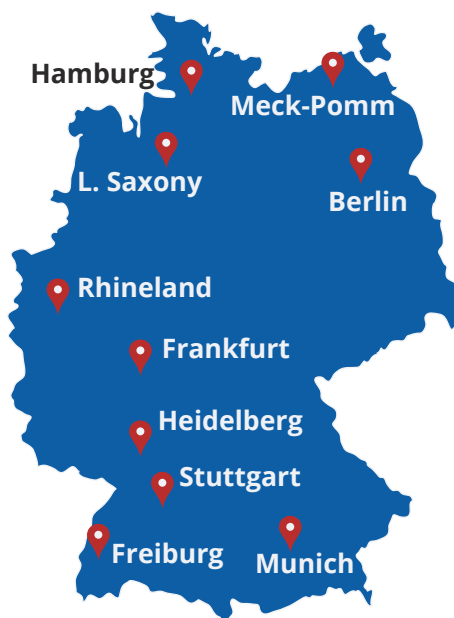 Hamburg
Meck-Pomm
L. Saxony
Berlin
Rhineland
Frankfurt
Heidelberg
Stuttgart
Freiburg
Munich